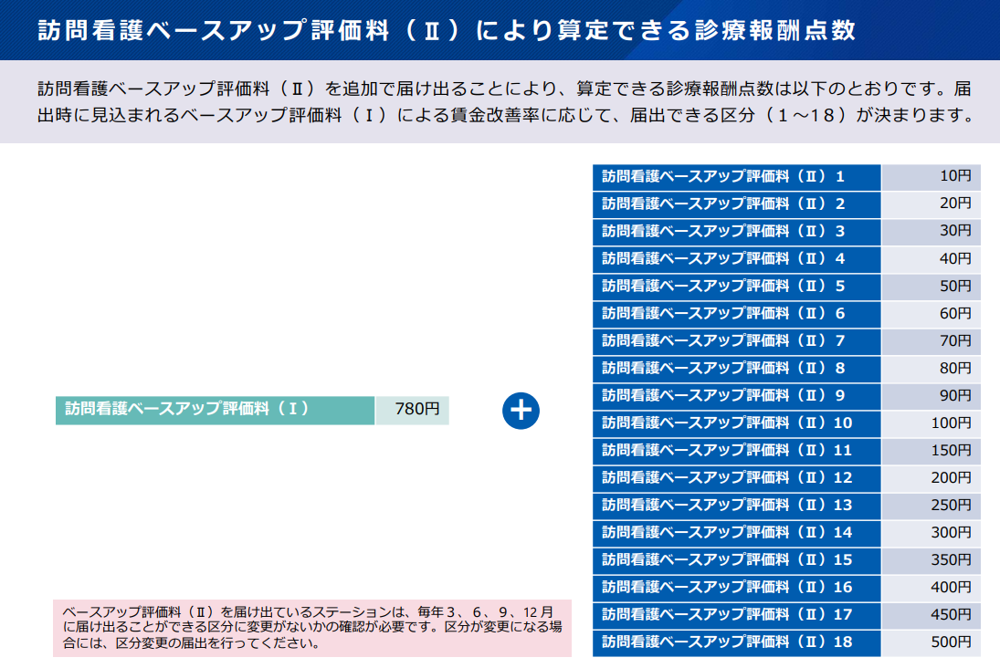 訪問看護ベースアップ評価料（Ⅱ）により算定できる診療報酬点数
訪問看護ベースアップ評価料（Ⅱ）を追加で届け出ることにより、算定できる診療報酬点数は以下のとおりです。届
出時に見込まれるベースアップ評価料（Ⅰ）による賃金改善率に応じて、届出できる区分（１～1８）が決まります。
訪問看護ベースアップ評価料（Ⅰ） 780円
+
訪問看護ベースアップ評価料（Ⅱ）1 10円
訪問看護ベースアップ評価料（Ⅱ）2 20円
訪問看護ベースアップ評価料（Ⅱ）3 30円
訪問看護ベースアップ評価料（Ⅱ）4 40円
訪問看護ベースアップ評価料（Ⅱ）5 50円
訪問看護ベースアップ評価料（Ⅱ）6 60円
訪問看護ベースアップ評価料（Ⅱ）7 70円
訪問看護ベースアップ評価料（Ⅱ）8 80円
訪問看護ベースアップ評価料（Ⅱ）9 90円
訪問看護ベースアップ評価料（Ⅱ）10 100円
訪問看護ベースアップ評価料（Ⅱ）11 150円
訪問看護ベースアップ評価料（Ⅱ）12 200円
訪問看護ベースアップ評価料（Ⅱ）13 250円
訪問看護ベースアップ評価料（Ⅱ）14 300円
訪問看護ベースアップ評価料（Ⅱ）15 350円
訪問看護ベースアップ評価料（Ⅱ）16 400円
訪問看護ベースアップ評価料（Ⅱ）17 450円
訪問看護ベースアップ評価料（Ⅱ）18 500円
ベースアップ評価料（Ⅱ）を届け出ているステーションは、毎年３、６、９、12 月
に届け出ることができる区分に変更がないかの確認が必要です。区分が変更になる場
合には、区分変更の届出を行ってください。